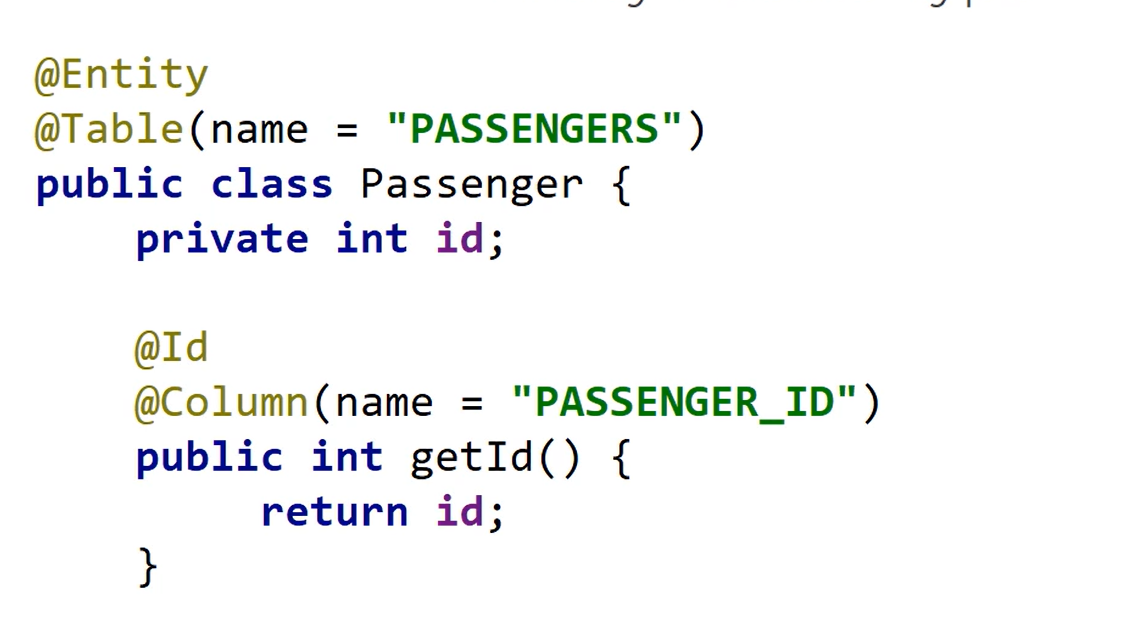 @Entity
@Table(name = "PASSENGERS")
public class Passenger {
    private int id;

    @Id
    @Column(name = "PASSENGER_ID")
    public int getId() {
         return id;
    }